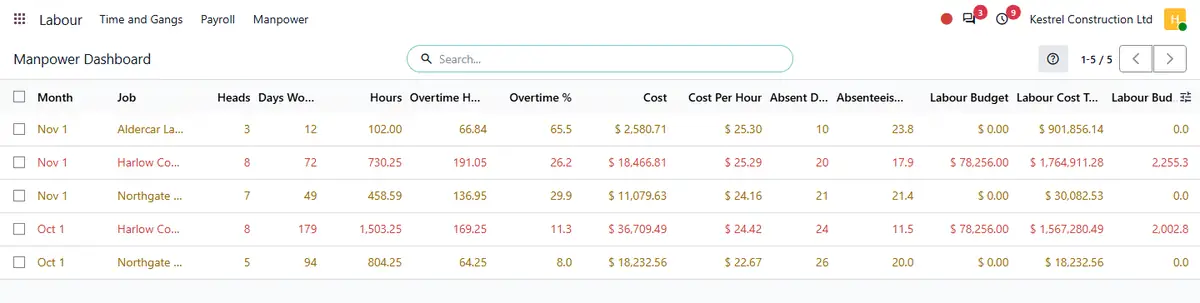 Labour Time and Gangs Payroll Manpower 3 9 Kestrel Construction Ltd H
Manpower Dashboard Search... 1-5 / 5
Month Job Heads Days Wo... Hours Overtime H... Overtime % Cost Cost Per Hour Absent D... Absenteeis... Labour Budget Labour Cost T... Labour Bud
Nov 1 Aldercar La... 3 12 102.00 66.84 65.5 $ 2,580.71 $ 25.30 10 23.8 $ 0.00 $ 901,856.14 0.0
Nov 1 Harlow Co... 8 72 730.25 191.05 26.2 $ 18,466.81 $ 25.29 20 17.9 $ 78,256.00 $ 1,764,911.28 2,255.3
Nov 1 Northgate ... 7 49 458.59 136.95 29.9 $ 11,079.63 $ 24.16 21 21.4 $ 0.00 $ 30,082.53 0.0
Oct 1 Harlow Co... 8 179 1,503.25 169.25 11.3 $ 36,709.49 $ 24.42 24 11.5 $ 78,256.00 $ 1,567,280.49 2,002.8
Oct 1 Northgate ... 5 94 804.25 64.25 8.0 $ 18,232.56 $ 22.67 26 20.0 $ 0.00 $ 18,232.56 0.0